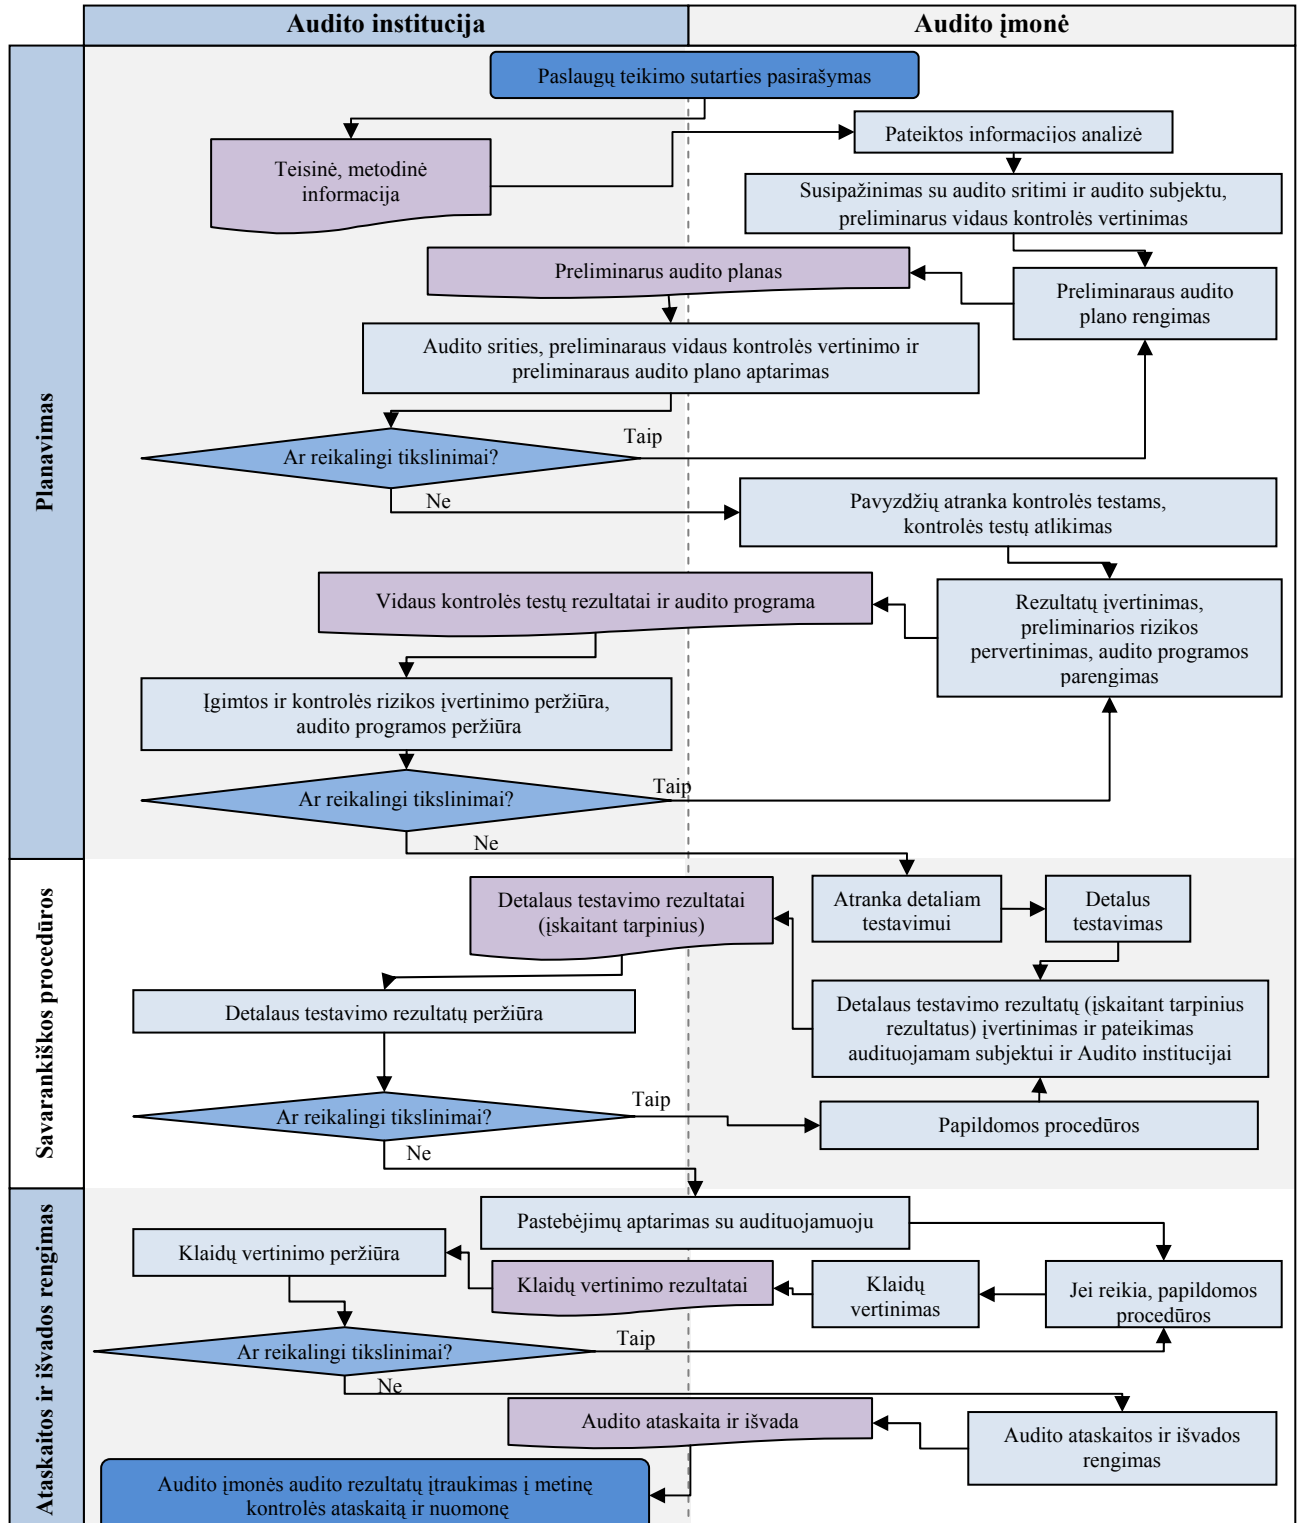 Audito institucija
Audito įmonė
Planavimas
Paslaugų teikimo sutarties pasirašymas
Teisinė, metodinė
informacija
Pateiktos informacijos analizė
Susipažinimas su audito sritimi ir audito subjektu,
preliminarus vidaus kontrolės vertinimas
Preliminarus audito planas
Preliminaraus audito
plano rengimas
Audito srities, preliminaraus vidaus kontrolės vertinimo ir
preliminaraus audito plano aptarimas
Ar reikalingi tikslinimai?
Taip
Ne
Pavyzdžių atranka kontrolės testams,
kontrolės testų atlikimas
Vidaus kontrolės testų rezultatai ir audito programa
Rezultatų įvertinimas,
preliminarios rizikos
pervertinimas, audito programos
parengimas
Įgimtos ir kontrolės rizikos įvertinimo peržiūra,
audito programos peržiūra
Ar reikalingi tikslinimai?
Taip
Ne
Savarankiškos procedūros
Detalaus testavimo rezultatai
(įskaitant tarpinius)
Atranka detaliam
testavimui
Detalus
testavimas
Detalaus testavimo rezultatų peržiūra
Detalaus testavimo rezultatų (įskaitant tarpinius
rezultatus) įvertinimas ir pateikimas
audituojamam subjektui ir Audito institucijai
Ar reikalingi tikslinimai?
Taip
Ne
Papildomos procedūros
Ataskaitos ir išvados rengimas
Pastebėjimų aptarimas su audituojamuoju
Klaidų vertinimo peržiūra
Klaidų vertinimo rezultatai
Klaidų
vertinimas
Jei reikia, papildomos
procedūros
Ar reikalingi tikslinimai?
Taip
Ne
Audito ataskaita ir išvada
Audito ataskaitos ir išvados
rengimas
Audito įmonės audito rezultatų įtraukimas į metinę
kontrolės ataskaitą ir nuomonę